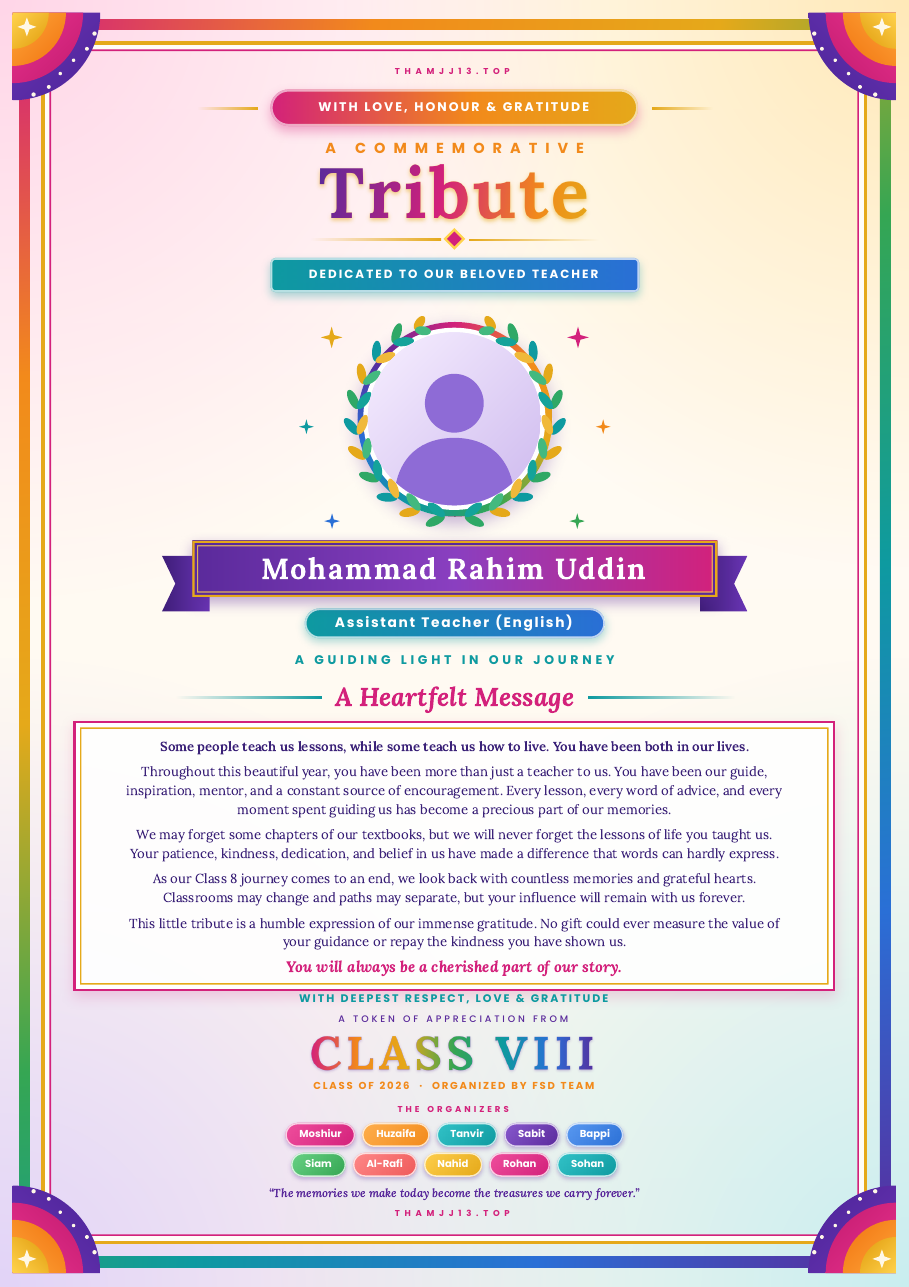 THAMJJ13.TOP
WITH LOVE, HONOUR & GRATITUDE
A COMMEMORATIVE
Tribute
DEDICATED TO OUR BELOVED TEACHER
Mohammad Rahim Uddin
Assistant Teacher (English)
A GUIDING LIGHT IN OUR JOURNEY
A Heartfelt Message
Some people teach us lessons, while some teach us how to live. You have been both in our lives.
Throughout this beautiful year, you have been more than just a teacher to us. You have been our guide,
inspiration, mentor, and a constant source of encouragement. Every lesson, every word of advice, and every
moment spent guiding us has become a precious part of our memories.
We may forget some chapters of our textbooks, but we will never forget the lessons of life you taught us.
Your patience, kindness, dedication, and belief in us have made a difference that words can hardly express.
As our Class 8 journey comes to an end, we look back with countless memories and grateful hearts.
Classrooms may change and paths may separate, but your influence will remain with us forever.
This little tribute is a humble expression of our immense gratitude. No gift could ever measure the value of
your guidance or repay the kindness you have shown us.
You will always be a cherished part of our story.
WITH DEEPEST RESPECT, LOVE & GRATITUDE
A TOKEN OF APPRECIATION FROM
CLASS VIII
CLASS OF 2026 · ORGANIZED BY FSD TEAM
THE ORGANIZERS
Moshiur Huzaifa Tanvir Sabit Bappi
Siam Al-Rafi Nahid Rohan Sohan
“The memories we make today become the treasures we carry forever.”
THAMJJ13.TOP